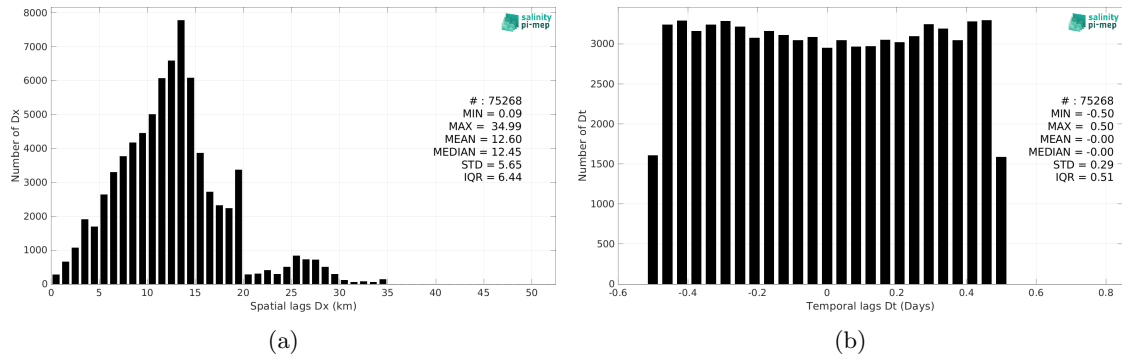 8000
7000
6000
5000
4000
3000
2000
1000
0
Number of Dx
salinity
pi-mep
# : 75268
MIN = 0.09
MAX = 34.99
MEAN = 12.60
MEDIAN = 12.45
STD = 5.65
IQR = 6.44
0 5 10 15 20 25 30 35 40 45 50
Spatial lags Dx (km)
(a)
3000
2500
2000
1500
1000
500
0
Number of Dt
salinity
pi-mep
# : 75268
MIN = -0.50
MAX = 0.50
MEAN = -0.00
MEDIAN = -0.00
STD = 0.29
IQR = 0.51
-0.6 -0.4 -0.2 0 0.2 0.4 0.6 0.8
Temporal lags Dt (Days)
(b)